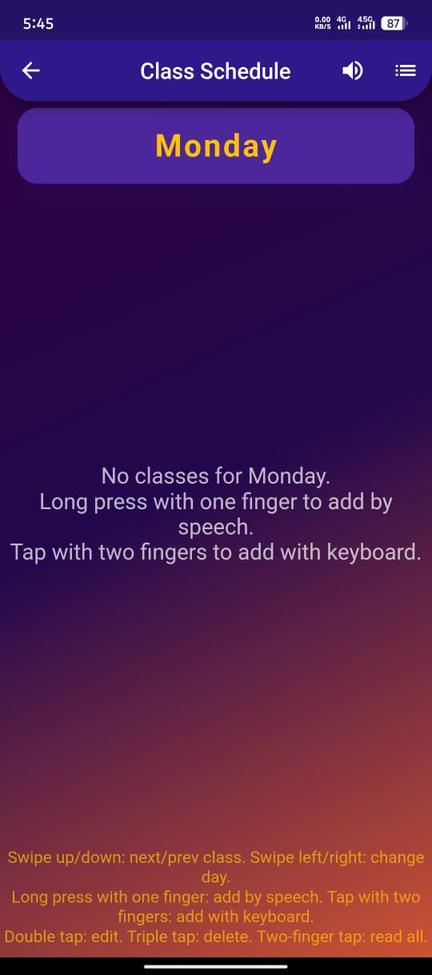 5:45
0.00 KB/S 4G 4.5G 87
Class Schedule
Monday
No classes for Monday.
Long press with one finger to add by
speech.
Tap with two fingers to add with keyboard.
Swipe up/down: next/prev class. Swipe left/right: change
day.
Long press with one finger: add by speech. Tap with two
fingers: add with keyboard.
Double tap: edit. Triple tap: delete. Two-finger tap: read all.